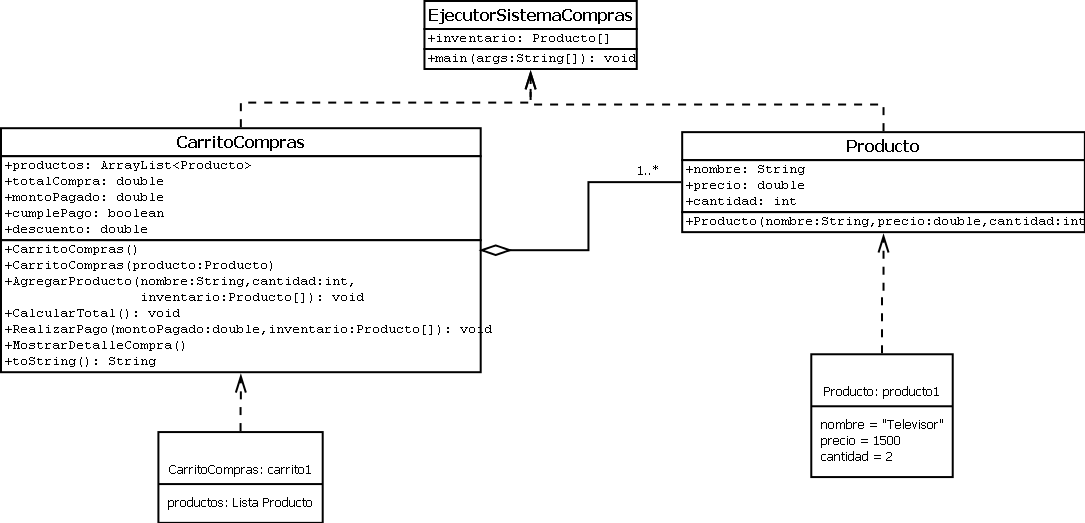 EjecutorSistemaCompras
+inventario: Producto[]
+main(args:String[]): void
CarritoCompras
+productos: ArrayList<Producto>
+totalCompra: double
+montoPagado: double
+cumplePago: boolean
+descuento: double
+CarritoCompras()
+CarritoCompras(producto:Producto)
+AgregarProducto(nombre:String,cantidad:int,
inventario:Producto[]): void
+CalcularTotal(): void
+RealizarPago(montoPagado:double,inventario:Producto[]): void
+MostrarDetalleCompra()
+toString(): String
1..*
Producto
+nombre: String
+precio: double
+cantidad: int
+Producto(nombre:String,precio:double,cantidad:int
CarritoCompras: carrito1
productos: Lista Producto
Producto: producto1
nombre = "Televisor"
precio = 1500
cantidad = 2